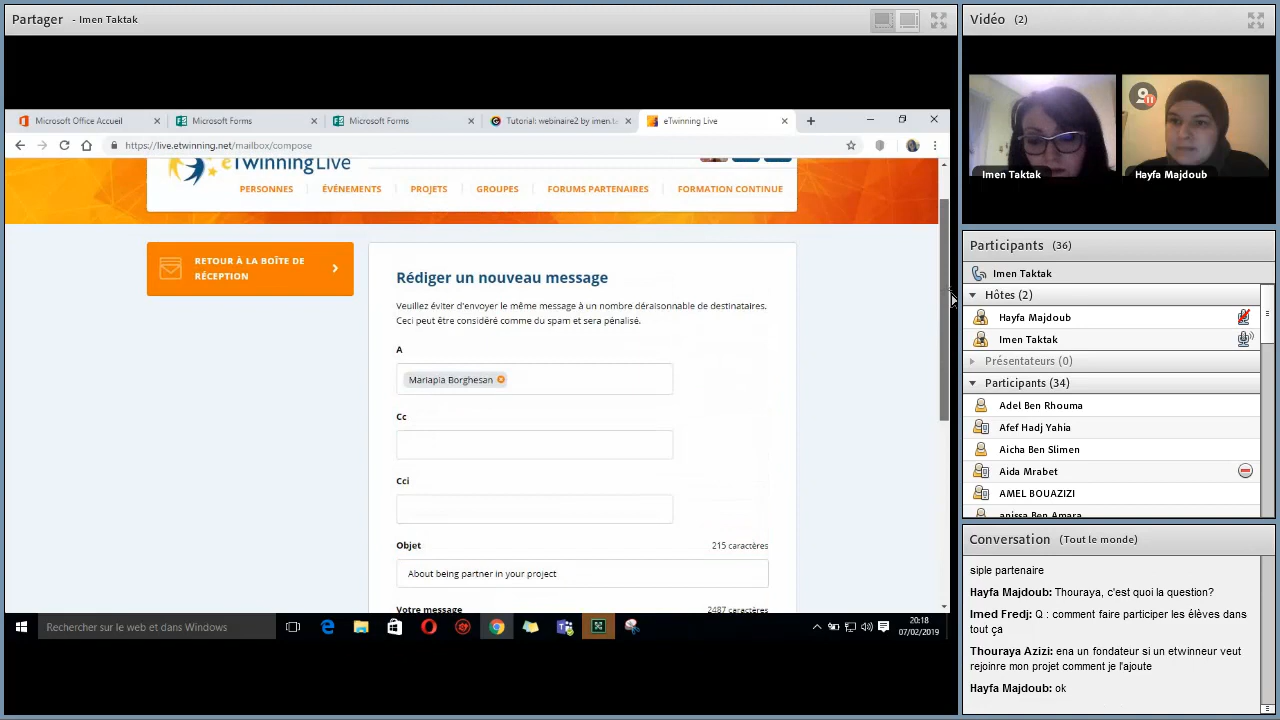 Partager - Imen Taktak
Vidéo (2)
Microsoft Office Accueil
Microsoft Forms
Microsoft Forms
Tutorial: webinaire2 by imen.ta
eTwinning Live
https://live.etwinning.net/mailbox/compose
eTwinningLive
PERSONNES
ÉVÉNEMENTS
PROJETS
GROUPES
FORUMS PARTENAIRES
FORMATION CONTINUE
RETOUR À LA BOÎTE DE
RÉCEPTION
Rédiger un nouveau message
Veuillez éviter d'envoyer le même message à un nombre déraisonnable de destinataires.
Ceci peut être considéré comme du spam et sera pénalisé.
A
Mariapia Borghesan
Cc
Cci
Objet
215 caractères
About being partner in your project
Votre message
2487 caractères
Rechercher sur le web et dans Windows
20:18
07/02/2019
Imen Taktak
Hayfa Majdoub
Participants (36)
Imen Taktak
Hôtes (2)
Hayfa Majdoub
Imen Taktak
Présentateurs (0)
Participants (34)
Adel Ben Rhouma
Afef Hadj Yahia
Aicha Ben Slimen
Aida Mrabet
AMEL BOUAZIZI
anissa Ben Amara
Conversation (Tout le monde)
siple partenaire
Hayfa Majdoub: Thouraya, c'est quoi la question?
Imed Fredj: Q : comment faire participer les élèves dans
tout ça
Thouraya Azizi: ena un fondateur si un etwinneur veut
rejoinre mon projet comment je l'ajoute
Hayfa Majdoub: ok